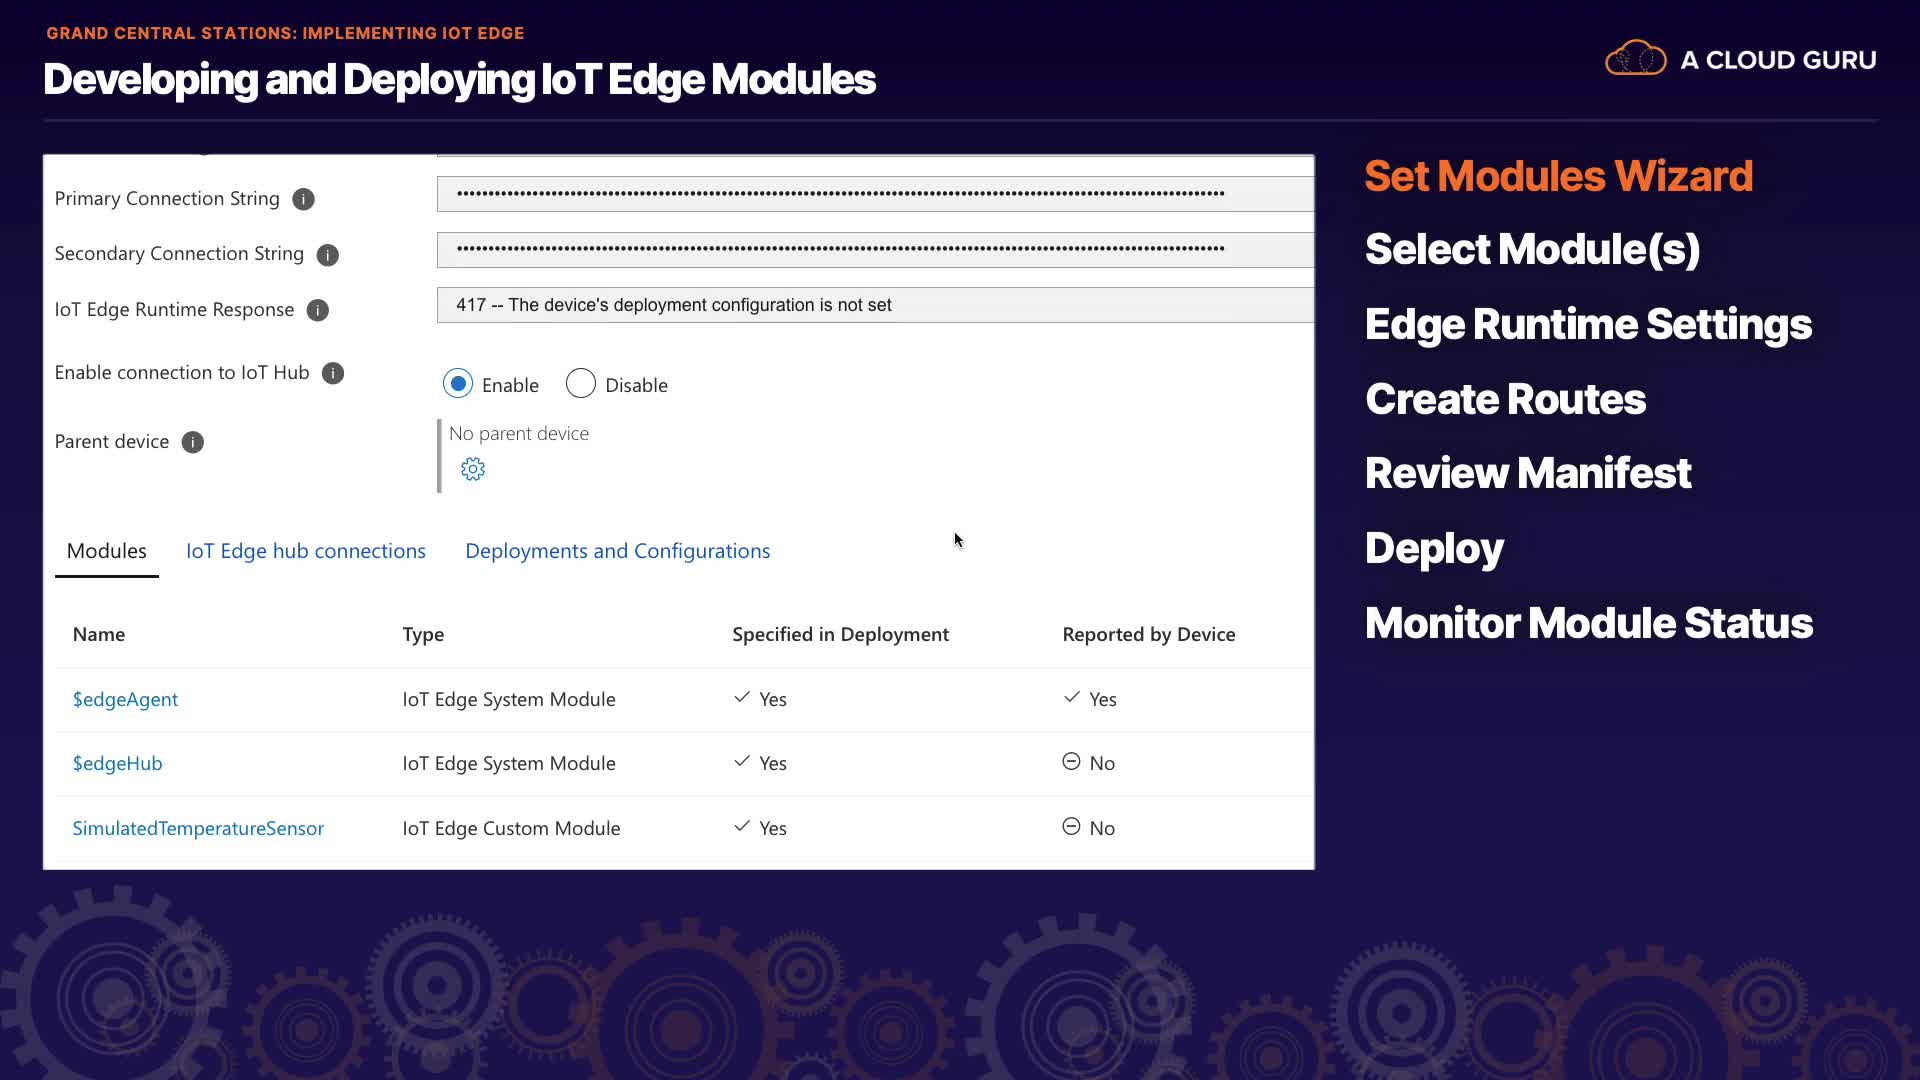 GRAND CENTRAL STATIONS: IMPLEMENTING IOT EDGE
Developing and Deploying IoT Edge Modules
A CLOUD GURU
Primary Connection String
Secondary Connection String
IoT Edge Runtime Response
417 -- The device's deployment configuration is not set
Enable connection to IoT Hub
Enable Disable
Parent device
No parent device
Modules IoT Edge hub connections Deployments and Configurations
Name Type Specified in Deployment Reported by Device
$edgeAgent IoT Edge System Module Yes Yes
$edgeHub IoT Edge System Module Yes No
SimulatedTemperatureSensor IoT Edge Custom Module Yes No
Set Modules Wizard
Select Module(s)
Edge Runtime Settings
Create Routes
Review Manifest
Deploy
Monitor Module Status